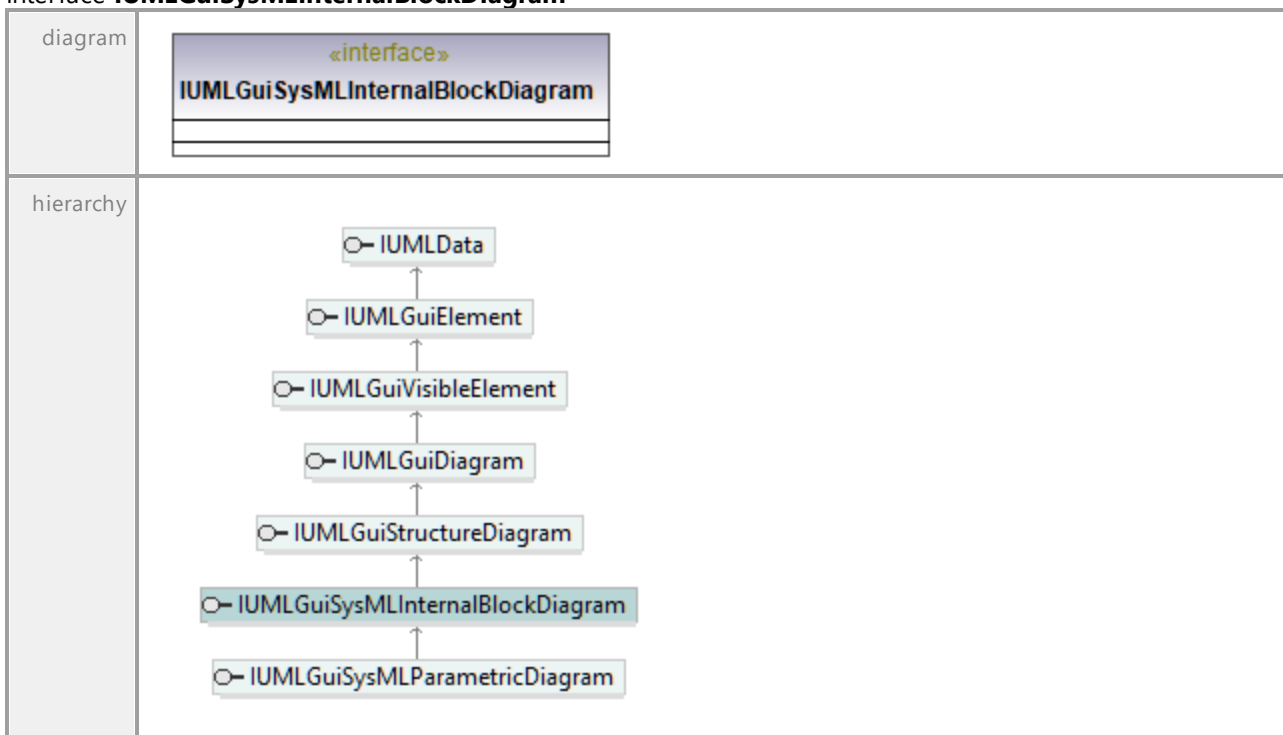 interface IUMLGuiSysMLInternalBlockDiagram
diagram
«interface»
IUMLGuiSysMLInternalBlockDiagram
hierarchy
IUMLData
IUMLGuiElement
IUMLGuiVisibleElement
IUMLGuiDiagram
IUMLGuiStructureDiagram
IUMLGuiSysMLInternalBlockDiagram
IUMLGuiSysMLParametricDiagram